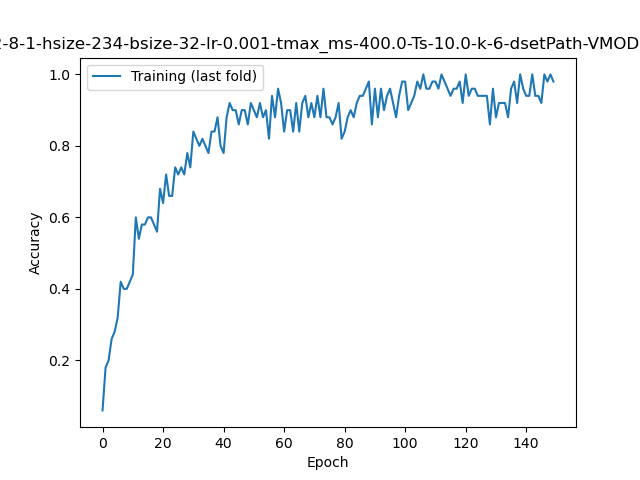 -8-1-hsize-234-bsize-32-lr-0.001-tmax_ms-400.0-Ts-10.0-k-6-dsetPath-VMOD
Training (last fold)
1.0
0.8
0.6
0.4
0.2
Accuracy
0 20 40 60 80 100 120 140
Epoch